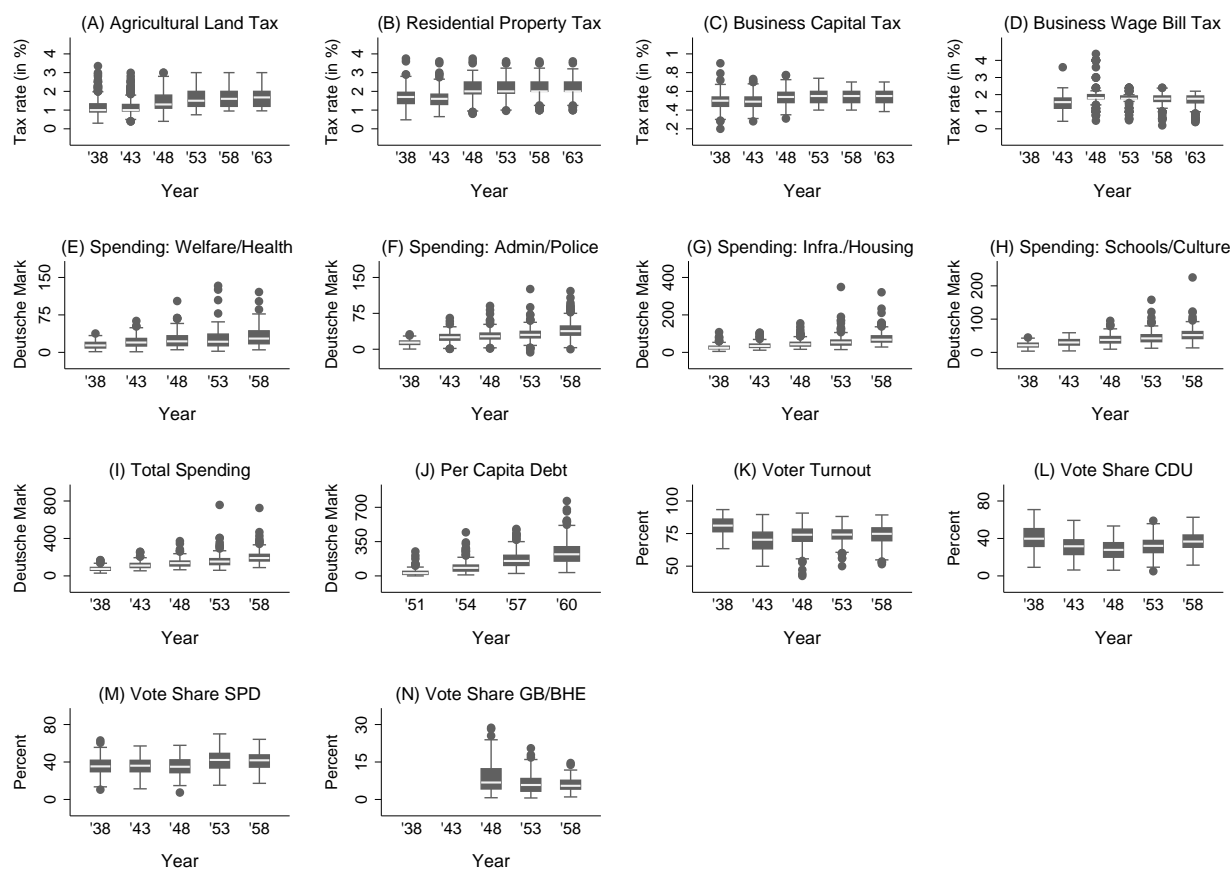 (A) Agricultural Land Tax
Tax rate (in %)
4
3
2
1
0
'38 '43 '48 '53 '58 '63
Year
(B) Residential Property Tax
Tax rate (in %)
4
3
2
1
0
'38 '43 '48 '53 '58 '63
Year
(C) Business Capital Tax
Tax rate (in %)
1
.8
.6
.4
.2
'38 '43 '48 '53 '58 '63
Year
(D) Business Wage Bill Tax
Tax rate (in %)
4
3
2
1
0
'43 '48 '53 '58 '63
Year
(E) Spending: Welfare/Health
Deutsche Mark
150
75
0
'38 '43 '48 '53 '58
Year
(F) Spending: Admin/Police
Deutsche Mark
150
75
0
'38 '43 '48 '53 '58
Year
(G) Spending: Infra./Housing
Deutsche Mark
400
200
0
'38 '43 '48 '53 '58
Year
(H) Spending: Schools/Culture
Deutsche Mark
200
100
0
'38 '43 '48 '53 '58
Year
(I) Total Spending
Deutsche Mark
800
400
0
'38 '43 '48 '53 '58
Year
(J) Per Capita Debt
Deutsche Mark
700
350
0
'51 '54 '57 '60
Year
(K) Voter Turnout
Percent
100
75
50
'38 '43 '48 '53 '58
Year
(L) Vote Share CDU
Percent
80
40
0
'38 '43 '48 '53 '58
Year
(M) Vote Share SPD
Percent
80
40
0
'38 '43 '48 '53 '58
Year
(N) Vote Share GB/BHE
Percent
30
15
0
'38 '43 '48 '53 '58
Year